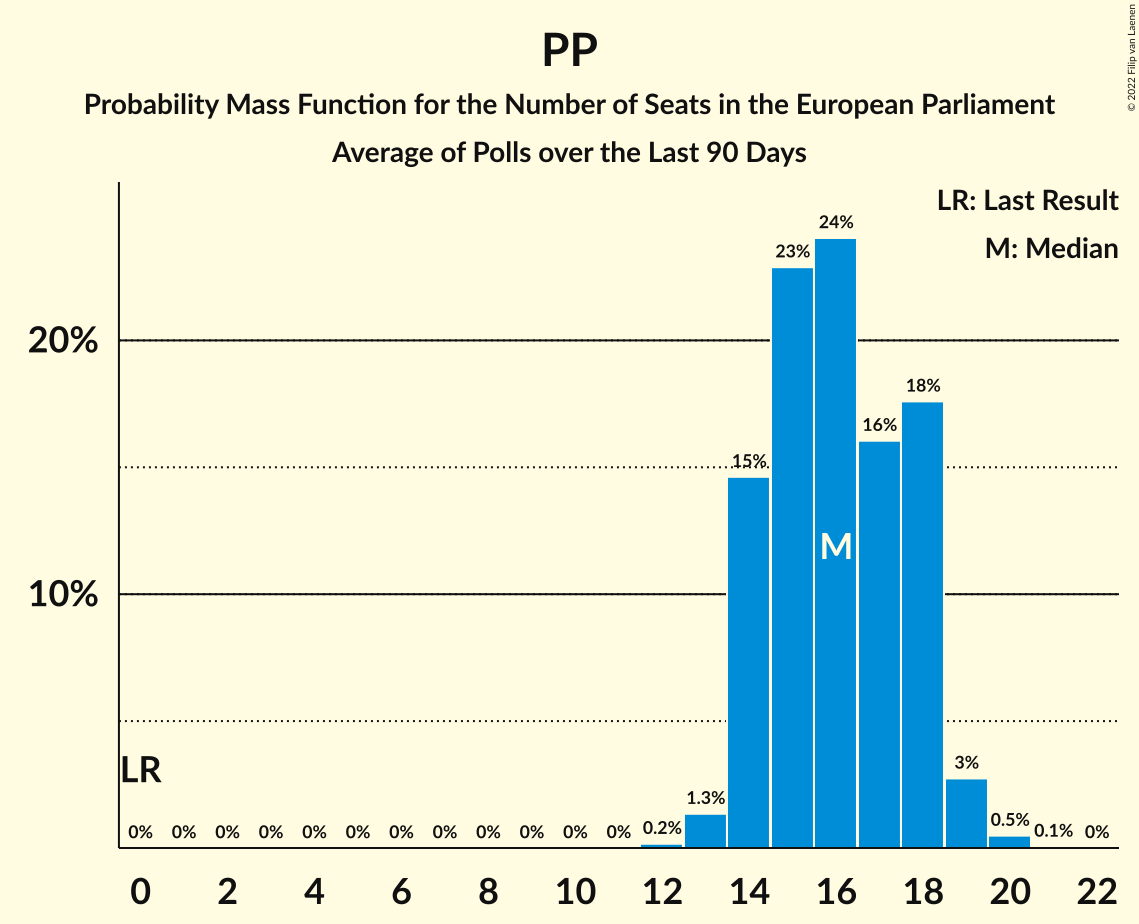 PP
Probability Mass Function for the Number of Seats in the European Parliament
Average of Polls over the Last 90 Days
© 2022 Filip van Laenen
LR: Last Result
M: Median
20%
10%
24%
23%
18%
16%
15%
M
LR
3%
1.3%
0% 0% 0% 0% 0% 0% 0% 0% 0% 0% 0% 0% 0.2% 0.5% 0.1% 0%
0 2 4 6 8 10 12 14 16 18 20 22